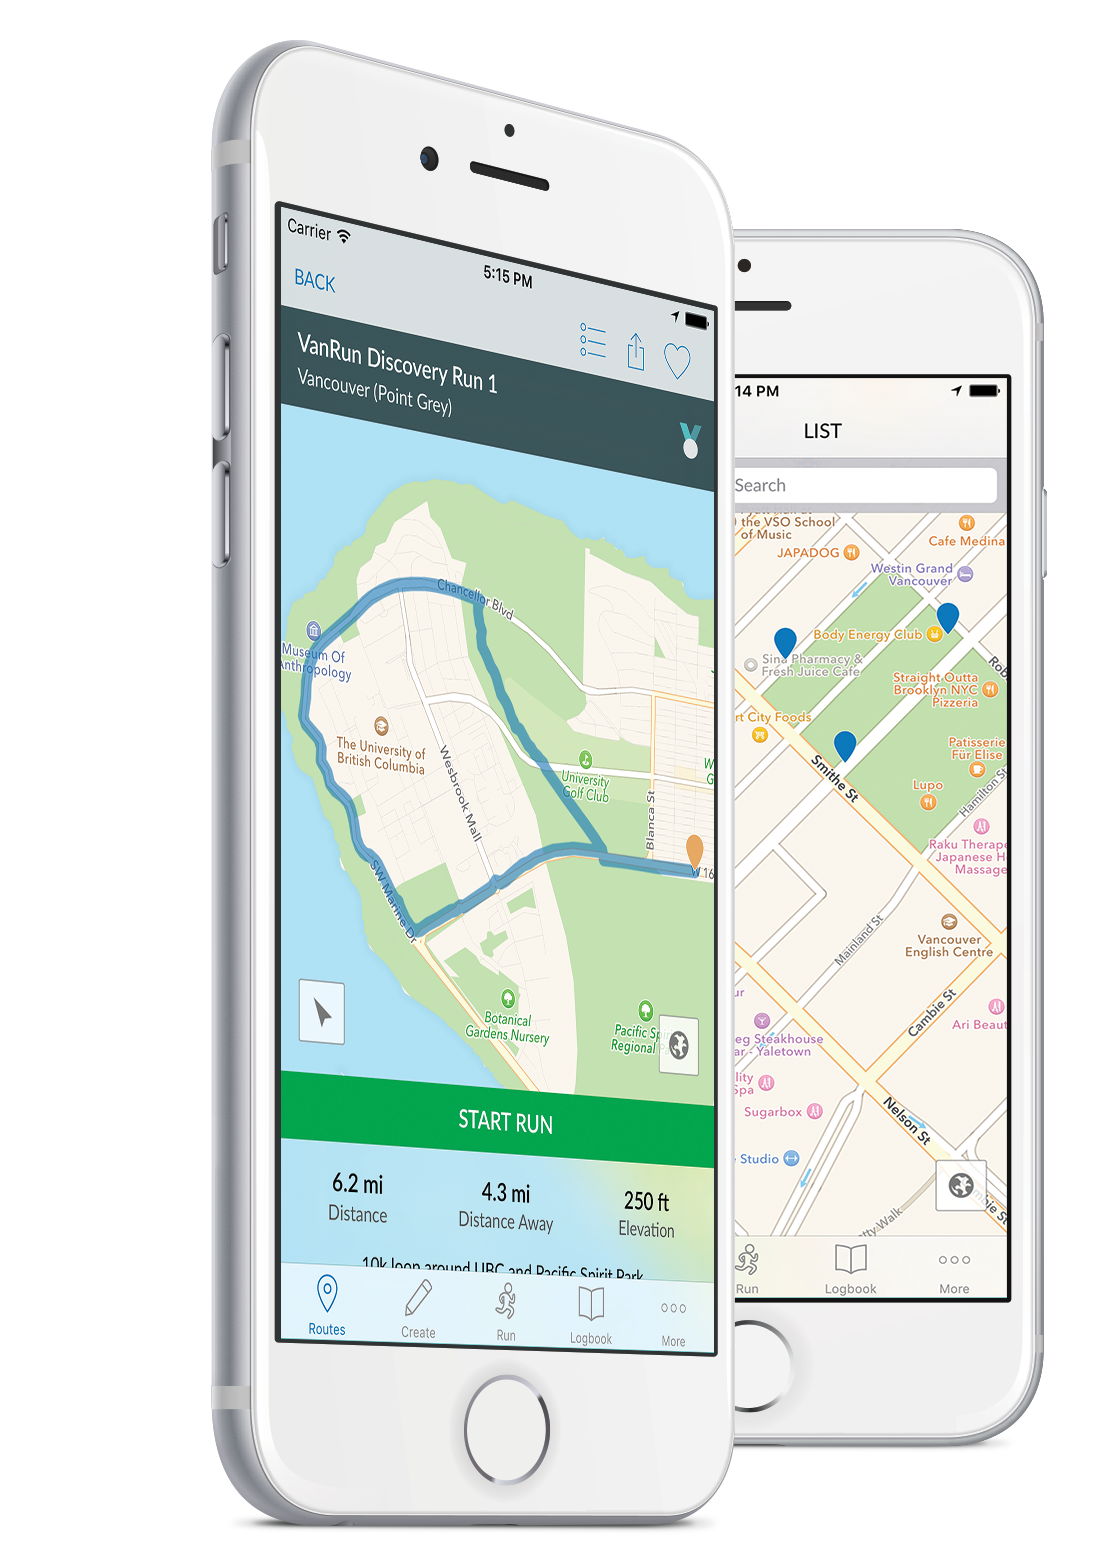 Carrier
5:15 PM
BACK
VanRun Discovery Run 1
Vancouver (Point Grey)
Chancellor Blvd
Museum Of
Anthropology
The University of
British Columbia
Wesbrook Mall
University
Golf Club
Blanca St
W 16
SW Marine Dr
Botanical
Gardens Nursery
Pacific
Regional
START RUN
6.2 mi
Distance
4.3 mi
Distance Away
250 ft
Elevation
10k loop around UBC and Pacific Spirit Park
Routes
Create
Run
Logbook
More
14 PM
LIST
Search
the VSO School
of Music
Cafe Medina
JAPADOG
Westin Grand
Vancouver
Body Energy Club
Sina Pharmacy &
Fresh Juice Cafe
Rob
Straight Outta
Brooklyn NYC
Pizzeria
rt City Foods
Patisserie
Für Elise
Smithe St
Lupo
Hamilton St
Raku Therape
Japanese H
Massage
Mainland St
Vancouver
English Centre
ur
Cambie St
Ari Beaut
eg Steakhouse
ar - Yaletown
lity
Spa
Sugarbox
Nelson St
Studio
mbie St
tty Walk
Run
Logbook
More